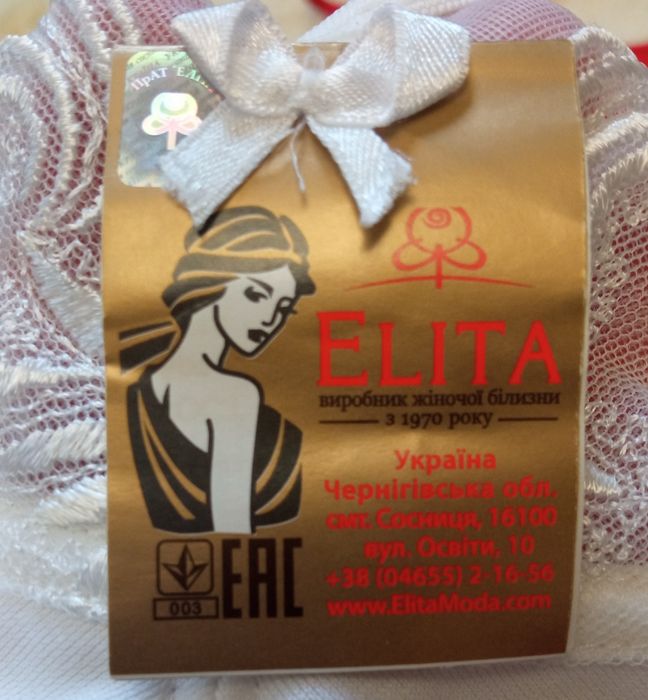 ПрАТ "ЕЛІ
ELITA
виробник жіночої білизни
з 1970 року
Україна
Чернігівська обл.
смт. Сосниця, 16100
вул. Освіти, 10
+38 (04655) 2-16-56
www.ElitaModa.com
003
EAC